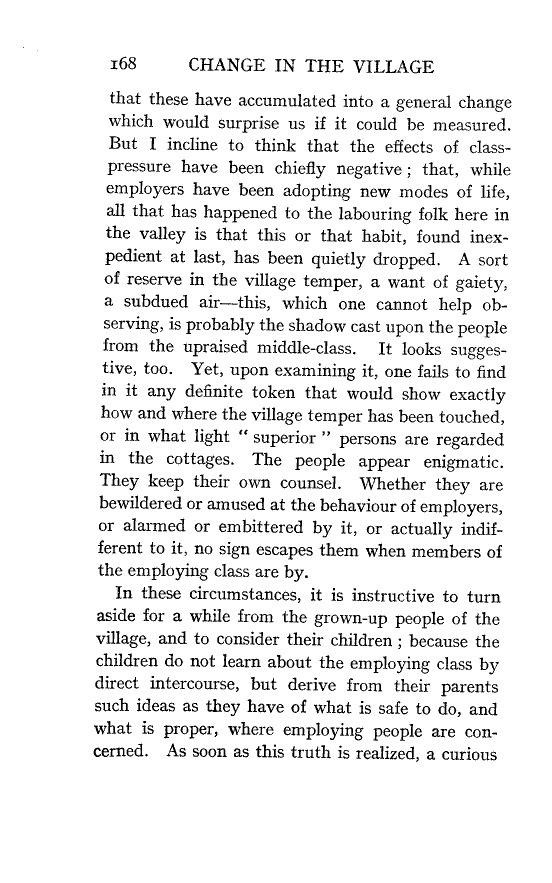 168 CHANGE IN THE VILLAGE
that these have accumulated into a general change
which would surprise us if it could be measured.
But I incline to think that the effects of class-
pressure have been chiefly negative ; that, while
employers have been adopting new modes of life,
all that has happened to the labouring folk here in
the valley is that this or that habit, found inex-
pedient at last, has been quietly dropped. A sort
of reserve in the village temper, a want of gaiety,
a subdued air—this, which one cannot help ob-
serving, is probably the shadow cast upon the people
from the upraised middle-class. It looks sugges-
tive, too. Yet, upon examining it, one fails to find
in it any definite token that would show exactly
how and where the village temper has been touched,
or in what light “ superior ” persons are regarded
in the cottages. The people appear enigmatic.
They keep their own counsel. Whether they are
bewildered or amused at the behaviour of employers,
or alarmed or embittered by it, or actually indif-
ferent to it, no sign escapes them when members of
the employing class are by.
In these circumstances, it is instructive to turn
aside for a while from the grown-up people of the
village, and to consider their children ; because the
children do not learn about the employing class by
direct intercourse, but derive from their parents
such ideas as they have of what is safe to do, and
what is proper, where employing people are con-
cerned. As soon as this truth is realized, a curious